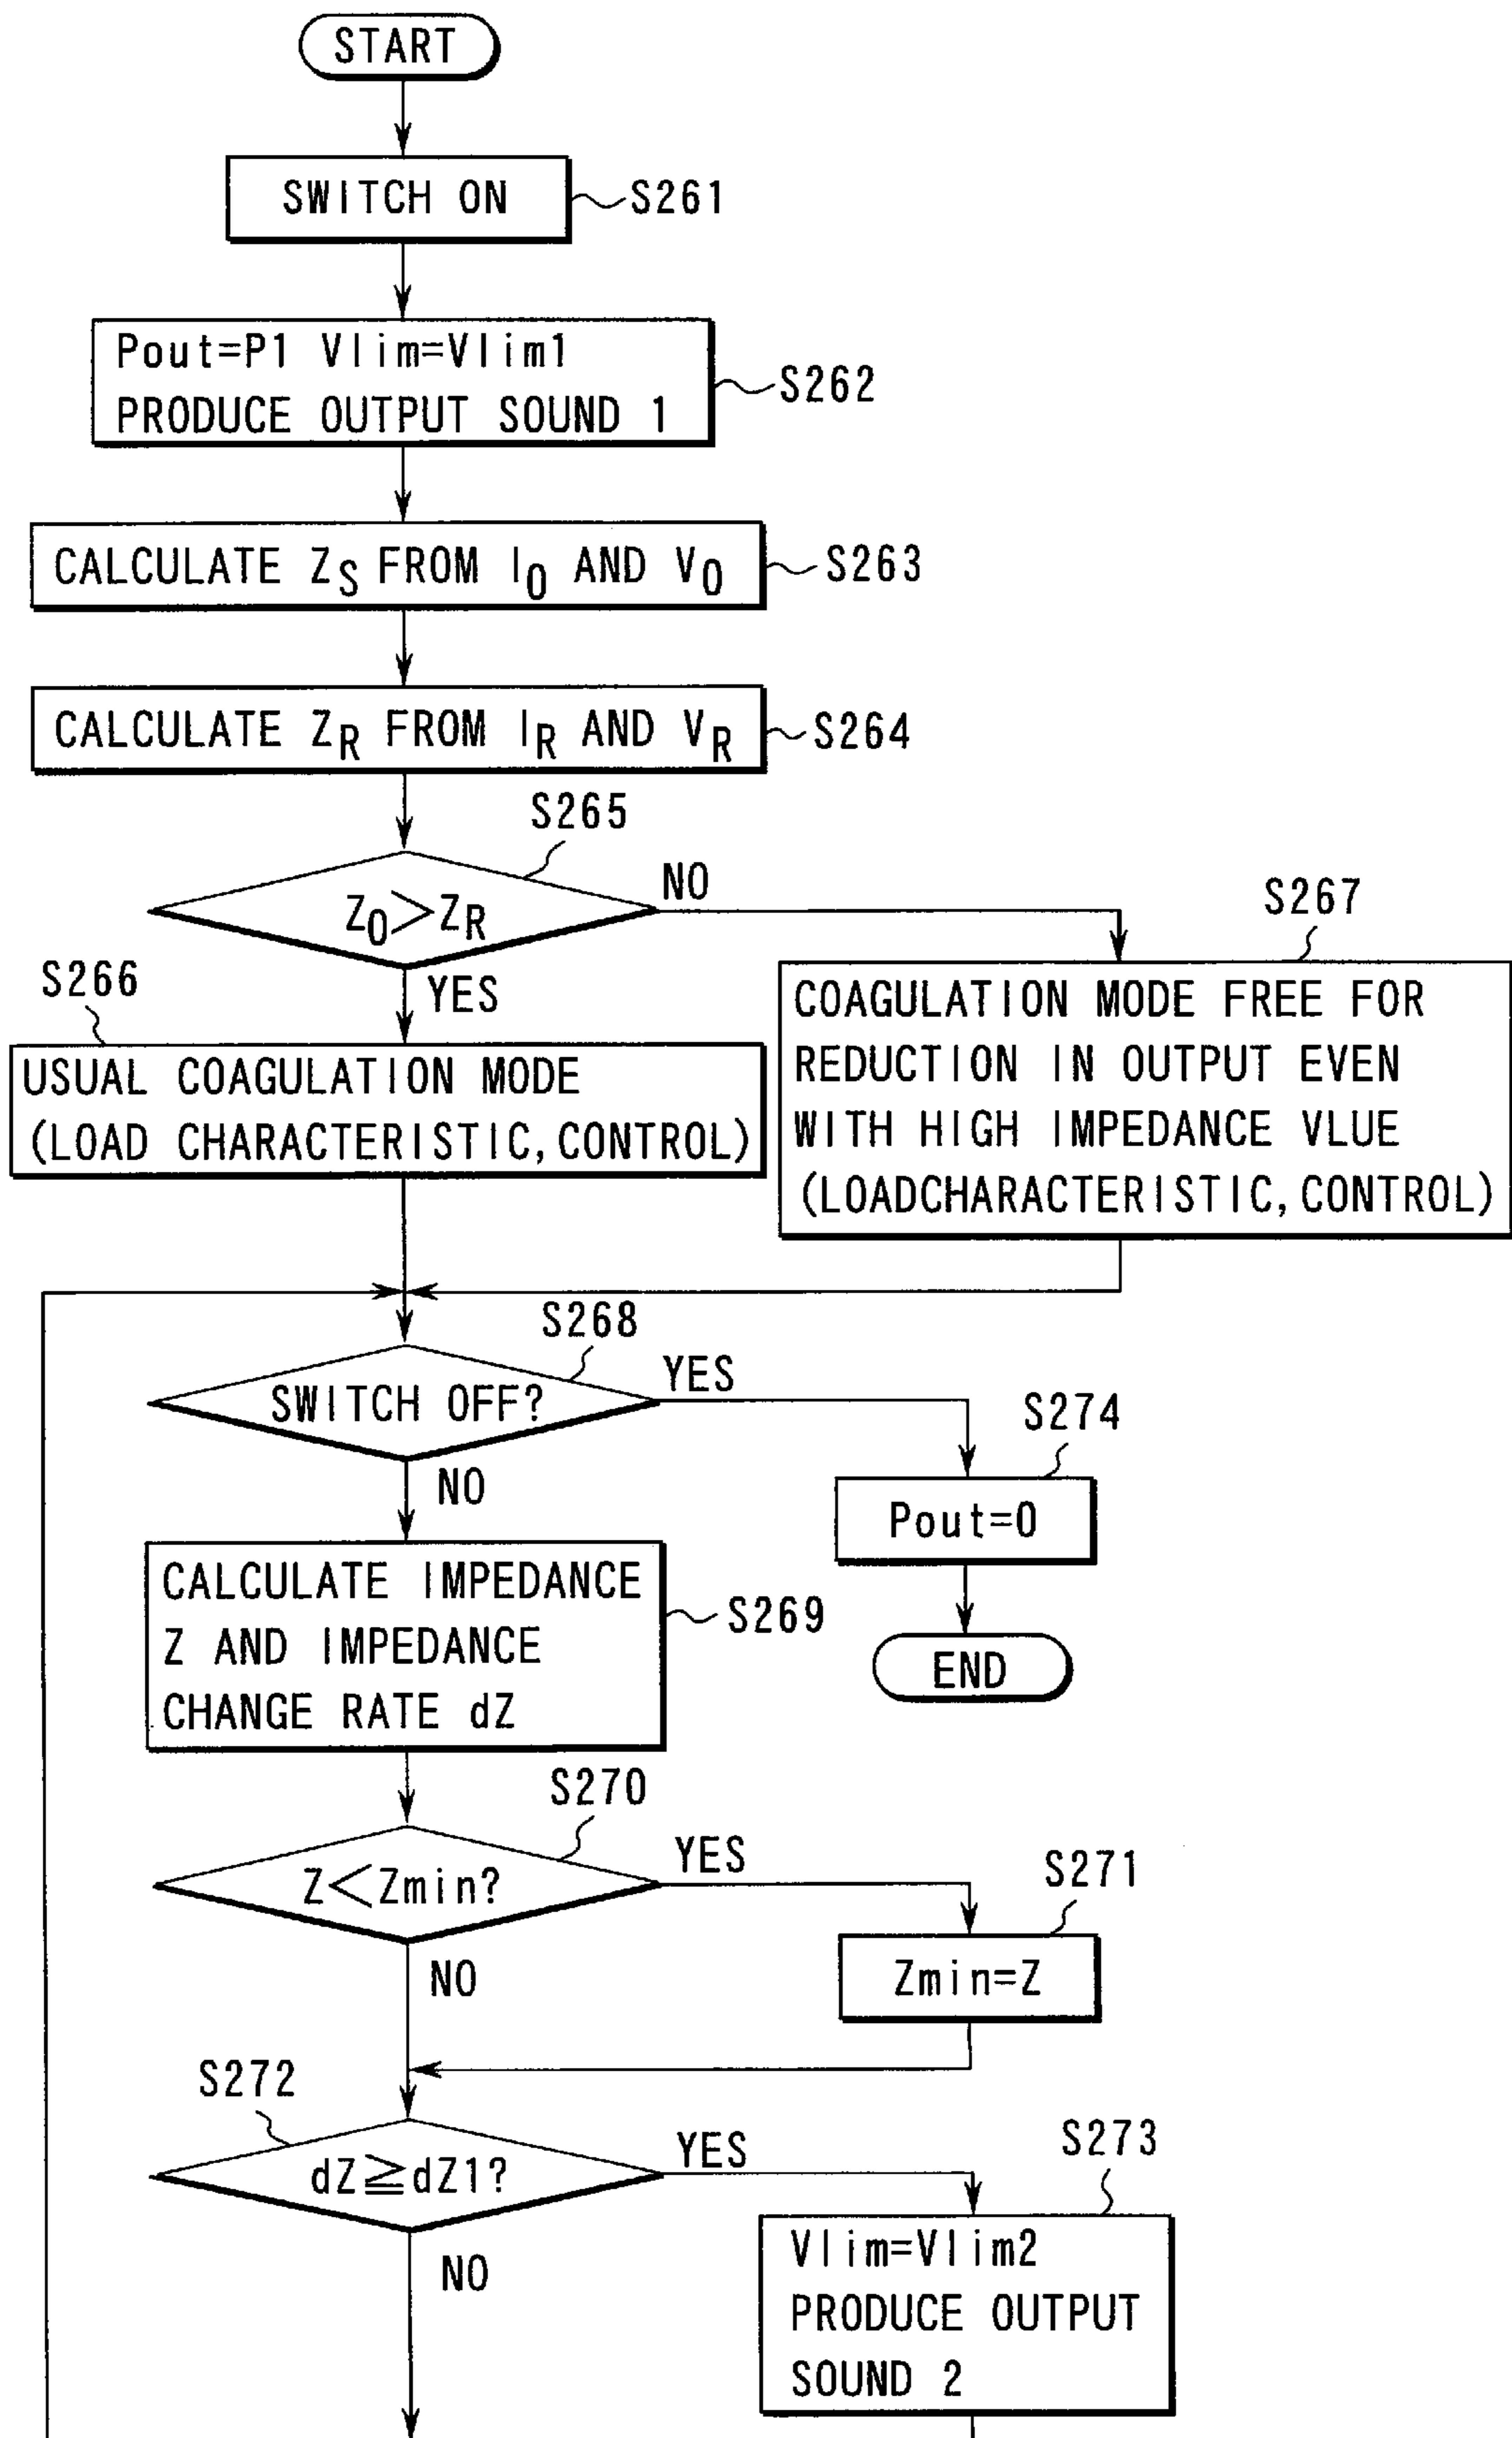 START
SWITCH ON
S261
Pout=P1 Vlim=Vlim1
PRODUCE OUTPUT SOUND 1
S262
CALCULATE ZS FROM I0 AND V0
S263
CALCULATE ZR FROM IR AND VR
S264
S265
Z0>ZR
NO
YES
S266
USUAL COAGULATION MODE
(LOAD CHARACTERISTIC, CONTROL)
S267
COAGULATION MODE FREE FOR
REDUCTION IN OUTPUT EVEN
WITH HIGH IMPEDANCE VLUE
(LOADCHARACTERISTIC, CONTROL)
S268
SWITCH OFF?
YES
NO
S274
Pout=0
END
CALCULATE IMPEDANCE
Z AND IMPEDANCE
CHANGE RATE dZ
S269
S270
Z<Zmin?
YES
NO
S271
Zmin=Z
S272
dZ≧dZ1?
YES
NO
S273
Vlim=Vlim2
PRODUCE OUTPUT
SOUND 2